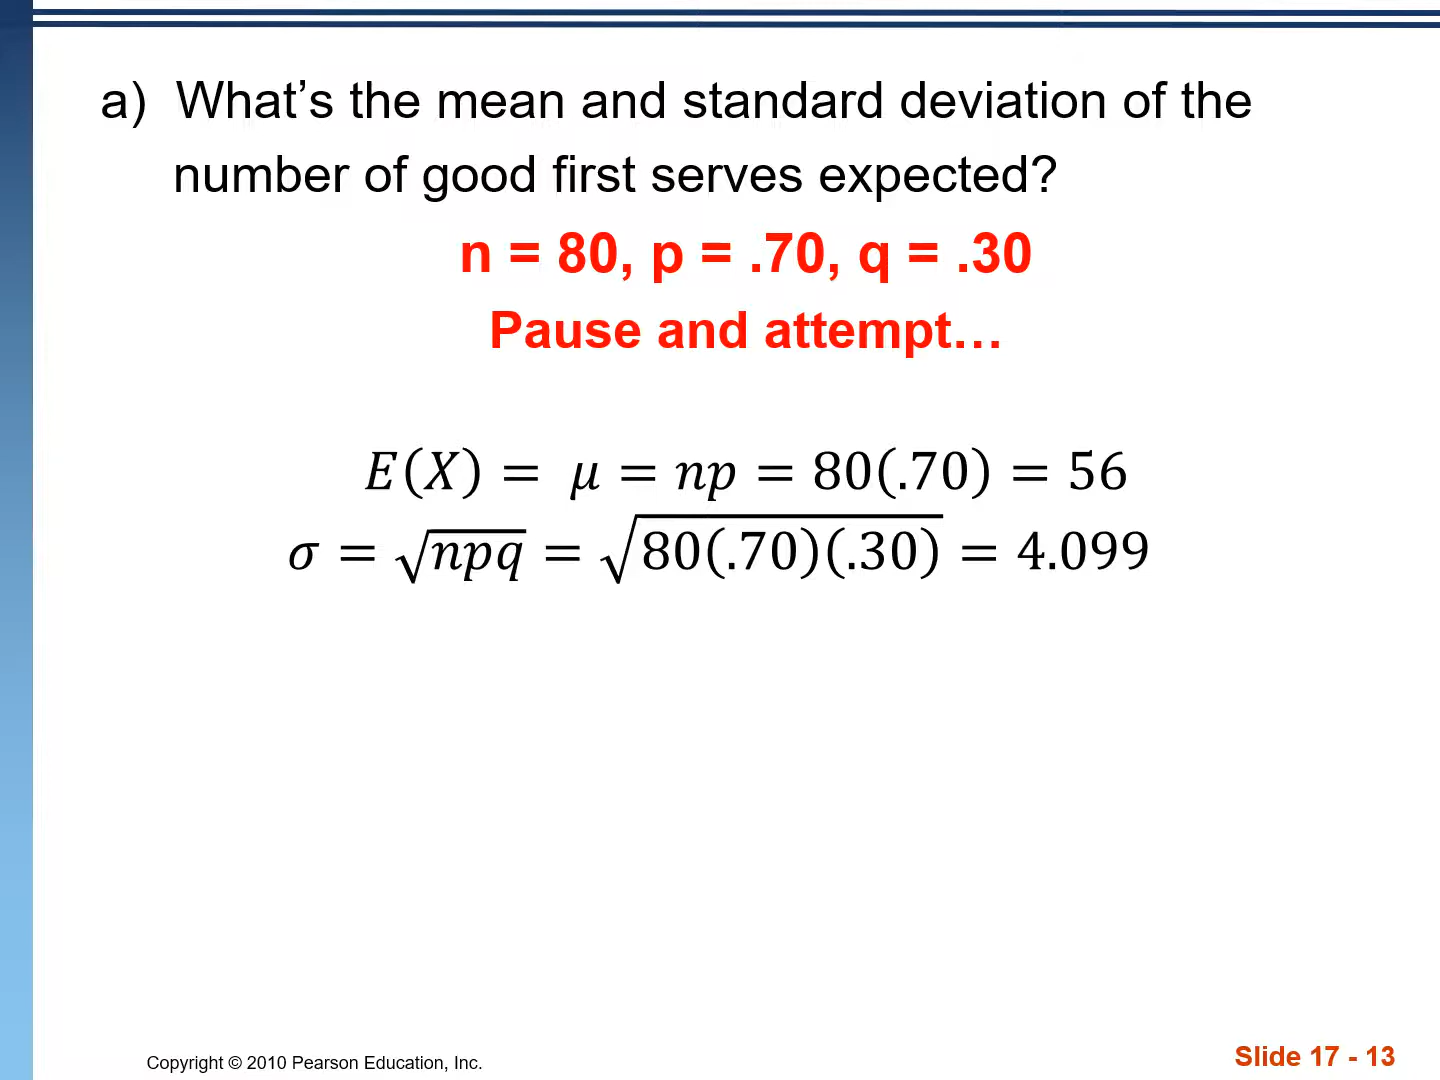 a) What’s the mean and standard deviation of the
number of good first serves expected?
n = 80, p = .70, q = .30
Pause and attempt…
E(X) = μ = np = 80(.70) = 56
σ = √npq = √80(.70)(.30) = 4.099
Copyright © 2010 Pearson Education, Inc.
Slide 17 - 13